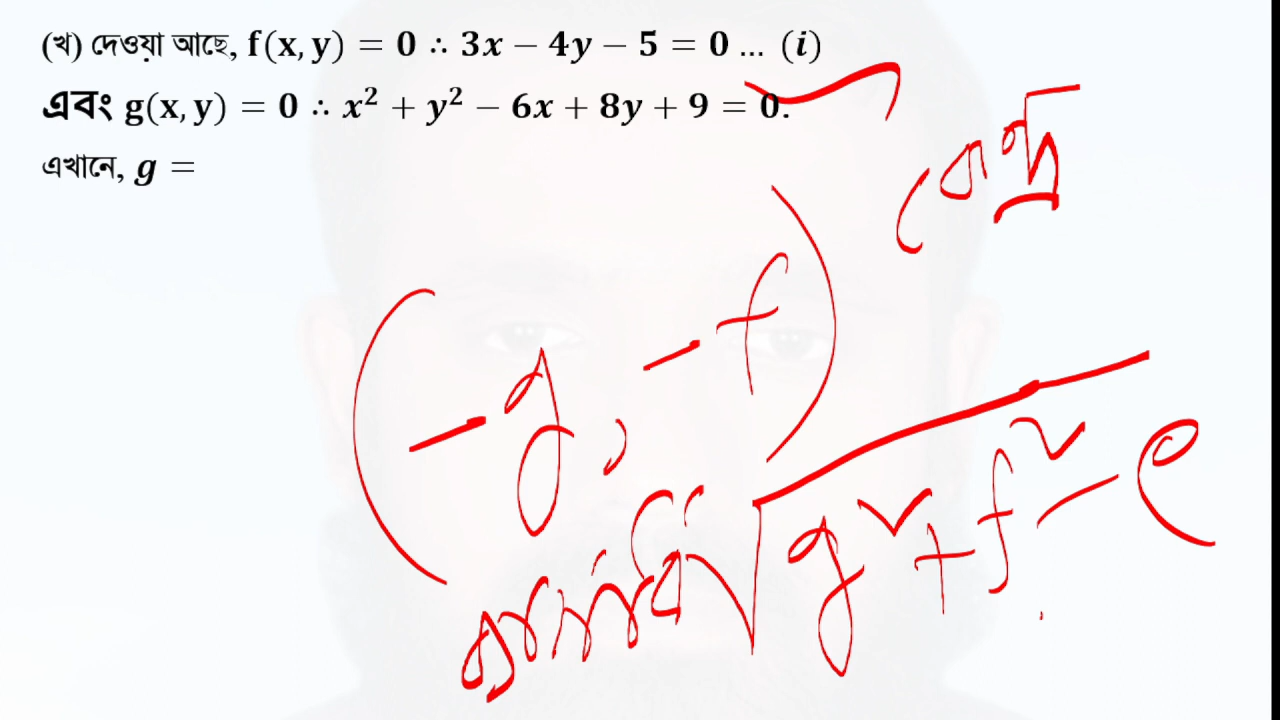 (খ) দেওয়া আছে, f(x, y) = 0 ∴ 3x − 4y − 5 = 0 ... (i)
এবং g(x, y) = 0 ∴ x² + y² − 6x + 8y + 9 = 0.
এখানে, g =
কেন্দ্র
(−g, −f)
ব্যাসার্ধ √g² + f² − c